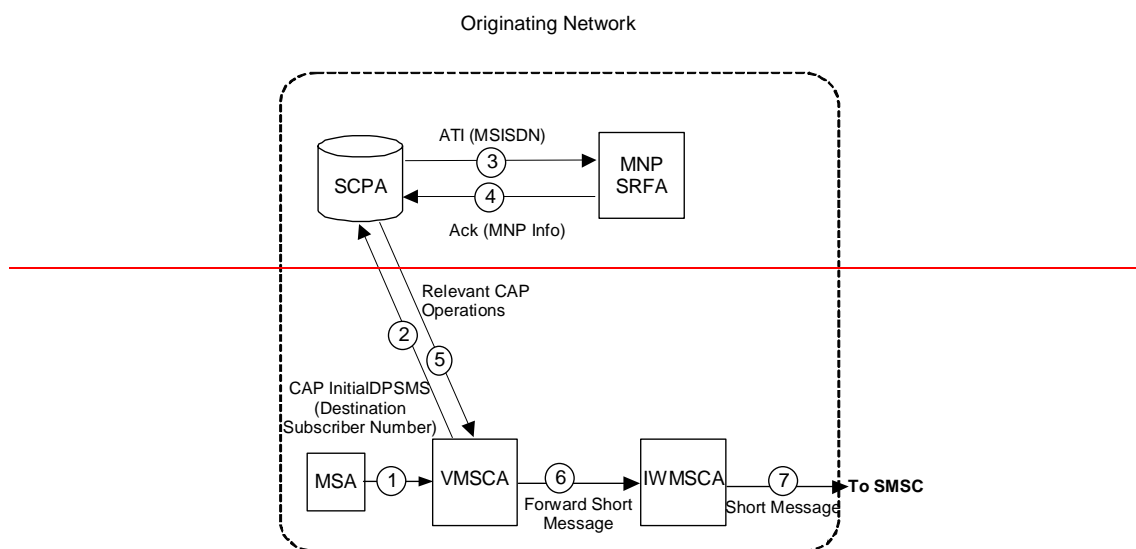 Originating Network
ATI (MSISDN)
3
SCPA
MNP
SRFA
4
Ack (MNP Info)
Relevant CAP
Operations
2
5
CAP InitialDPSMS
(Destination
Subscriber Number)
MSA
1
VMSCA
6
Forward Short
Message
IWMSCA
7
Short Message
To SMSC